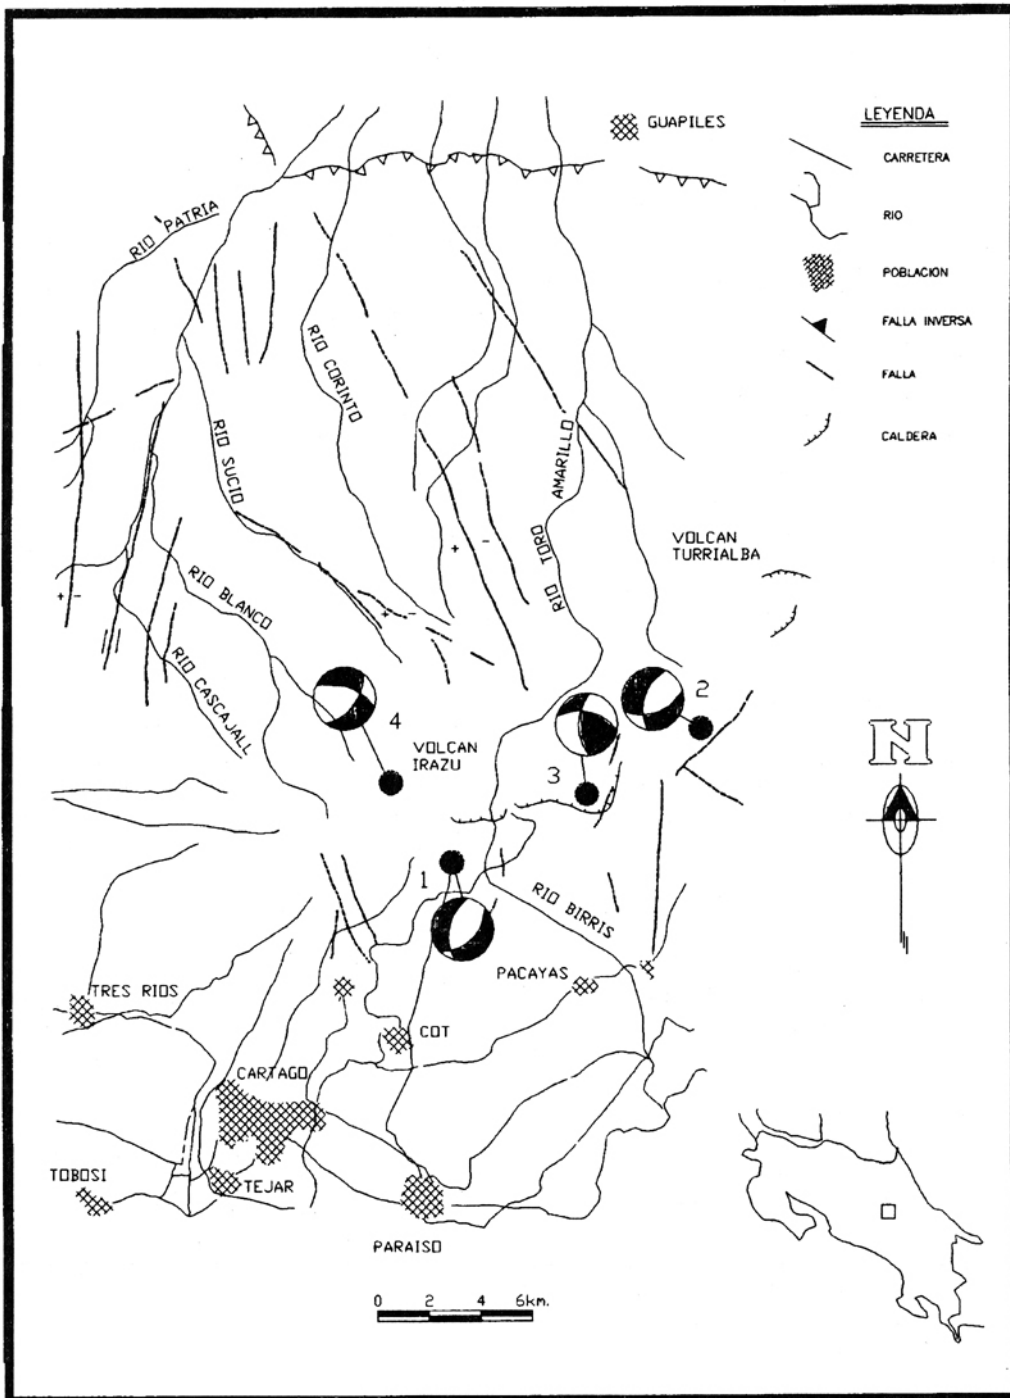 GUAPILES
LEYENDA
CARRETERA
RIO
POBLACION
FALLA INVERSA
FALLA
CALDERA
RIO PATRIA
RIO CORINTO
RIO SUCIO
RIO TORO AMARILLO
VOLCAN
TURRIALBA
+ -
+ -
+ -
RIO BLANCO
RIO CASCAJALL
2
4
3
VOLCAN
IRAZU
N
1
RIO BIRRIS
PACAYAS
TRES RIOS
COT
CARTAGO
TOBOSI
TEJAR
PARAISO
0 2 4 6km.